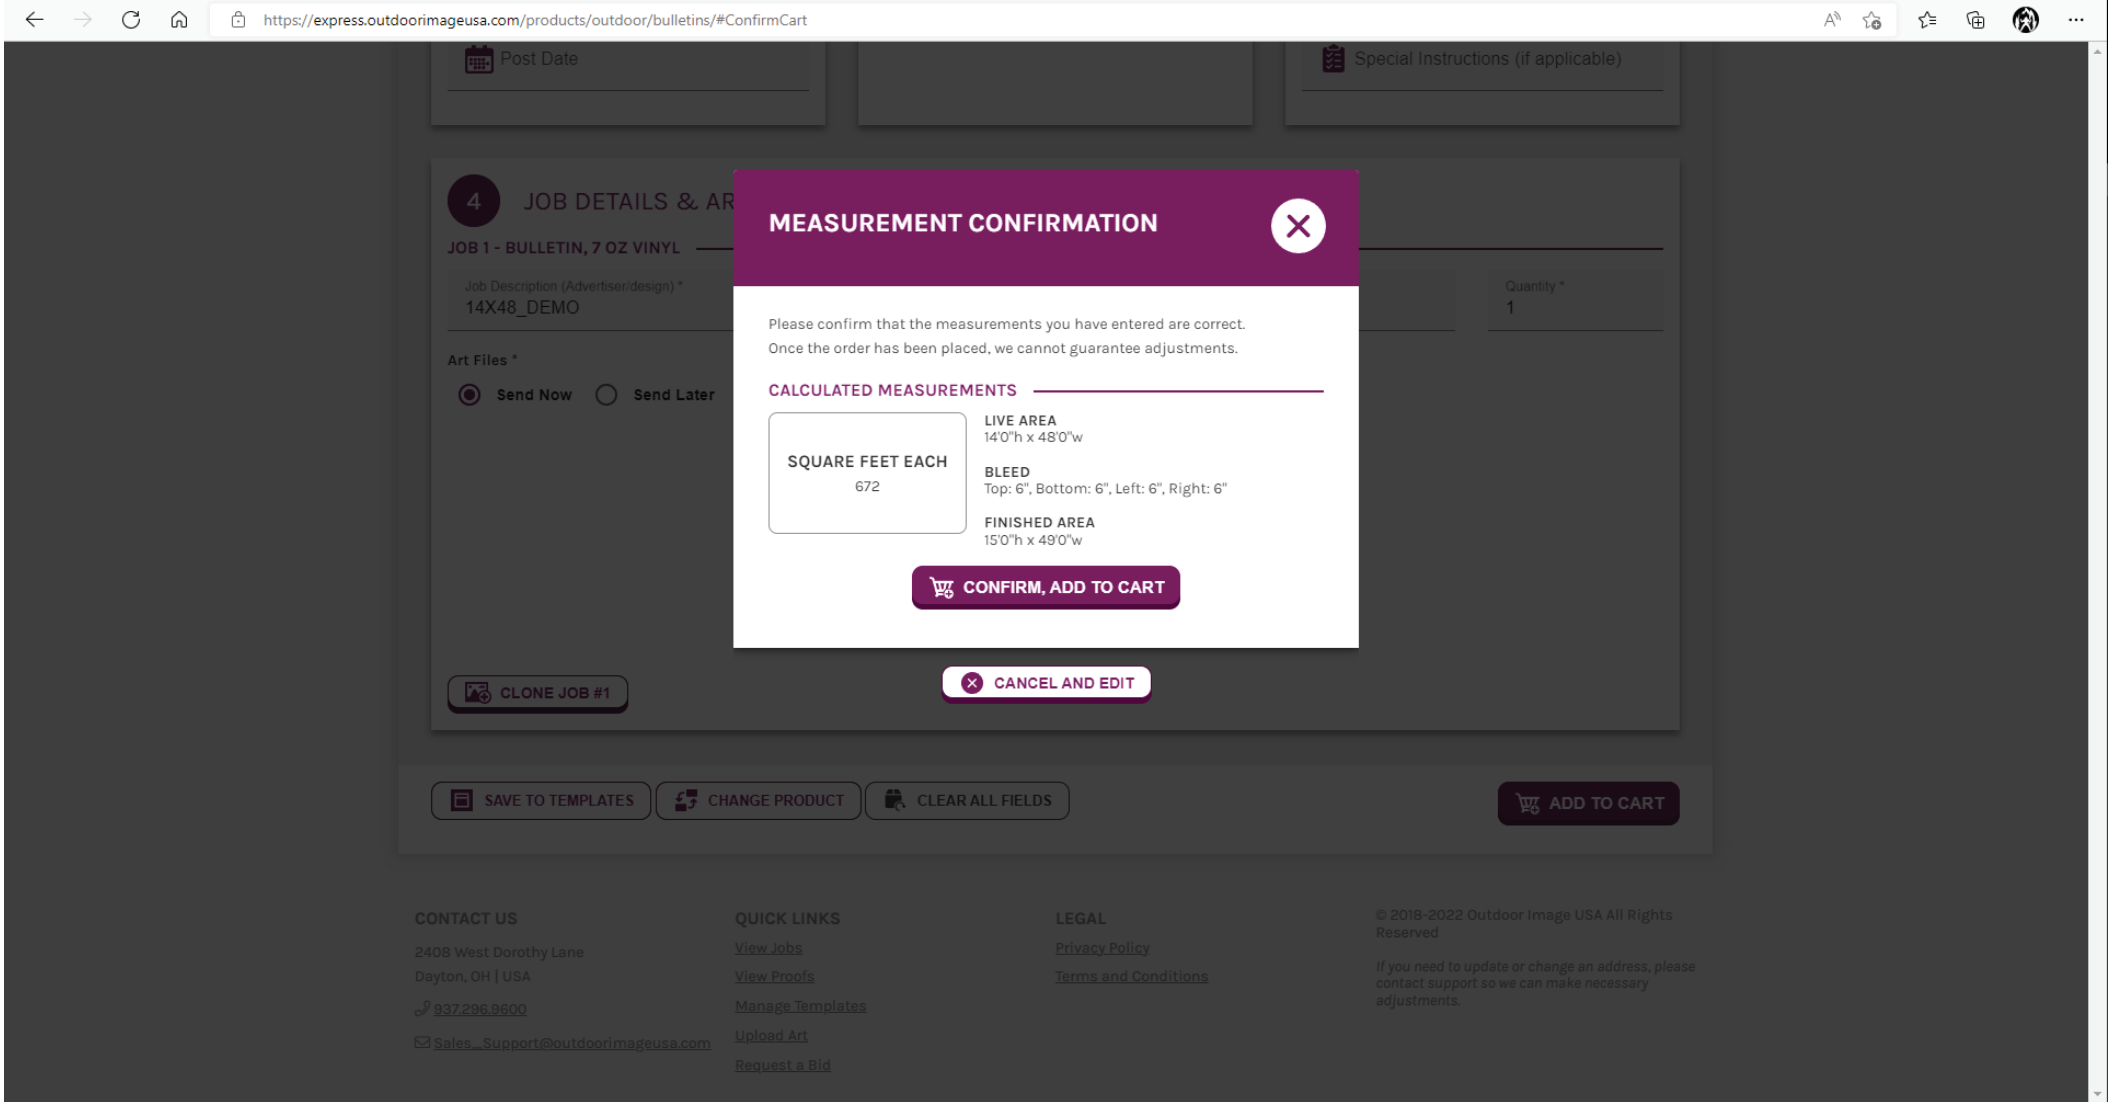 https://express.outdoorimageusa.com/products/outdoor/bulletins/#ConfirmCart
Post Date
Special Instructions (if applicable)
4
JOB DETAILS & AR
JOB 1 - BULLETIN, 7 OZ VINYL
Job Description (Advertiser/design) *
14X48_DEMO
Quantity *
1
Art Files *
Send Now
Send Later
MEASUREMENT CONFIRMATION
Please confirm that the measurements you have entered are correct.
Once the order has been placed, we cannot guarantee adjustments.
CALCULATED MEASUREMENTS
SQUARE FEET EACH
672
LIVE AREA
14'0"h x 48'0"w
BLEED
Top: 6", Bottom: 6", Left: 6", Right: 6"
FINISHED AREA
15'0"h x 49'0"w
CONFIRM, ADD TO CART
CANCEL AND EDIT
CLONE JOB #1
SAVE TO TEMPLATES
CHANGE PRODUCT
CLEAR ALL FIELDS
ADD TO CART
CONTACT US
2408 West Dorothy Lane
Dayton, OH | USA
937.296.9600
Sales_Support@outdoorimageusa.com
QUICK LINKS
View Jobs
View Proofs
Manage Templates
Upload Art
Request a Bid
LEGAL
Privacy Policy
Terms and Conditions
© 2018-2022 Outdoor Image USA All Rights
Reserved
If you need to update or change an address, please
contact support so we can make necessary
adjustments.